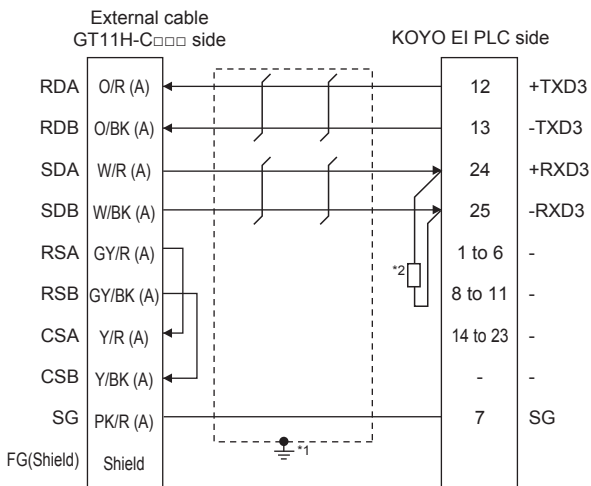 External cable
GT11H-C□□□ side
KOYO EI PLC side
RDA O/R (A) 12 +TXD3
RDB O/BK (A) 13 -TXD3
SDA W/R (A) 24 +RXD3
SDB W/BK (A) 25 -RXD3
RSA GY/R (A) 1 to 6 -
*2
RSB GY/BK (A) 8 to 11 -
CSA Y/R (A) 14 to 23 -
CSB Y/BK (A) - -
SG PK/R (A) 7 SG
*1
FG(Shield) Shield